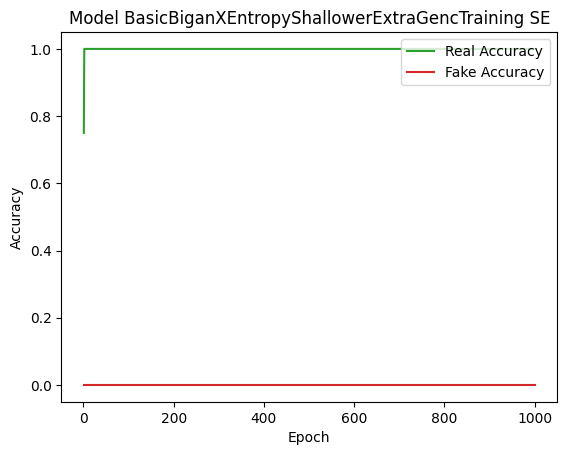 Model BasicBiganXEntropyShallowerExtraGencTraining SE
Real Accuracy
Fake Accuracy
1.0
0.8
0.6
0.4
0.2
0.0
Accuracy
0 200 400 600 800 1000
Epoch